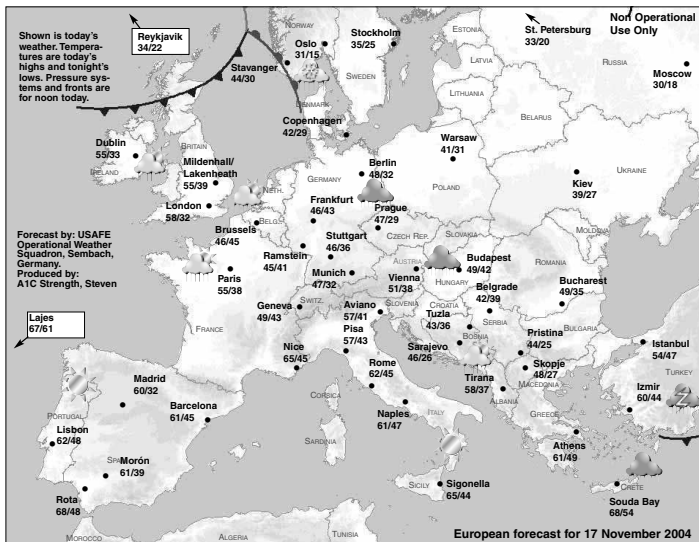 Shown is today's
weather. Tempera-
tures are today's
highs and tonight's
lows. Pressure sys-
tems and fronts are
for noon today.
Reykjavik
34/22
NORWAY
Oslo
31/15
Stockholm
35/25
ESTONIA
St. Petersburg
33/20
Non Operational
Use Only
Stavanger
44/30
SWEDEN
LATVIA
RUSSIA
Moscow
30/18
LITHUANIA
DENMARK
Copenhagen
42/29
BELARUS
Dublin
55/33
IRELAND
BRITAIN
Mildenhall/
Lakenheath
55/39
NETH.
Berlin
48/32
GERMANY
Warsaw
41/31
POLAND
UKRAINE
Kiev
39/27
London
58/32
Frankfurt
46/43
Prague
47/29
Brussels
46/45
BELG.
Stuttgart
46/36
CZECH REP.
SLOVAKIA
MOLDOVA
Forecast by: USAFE
Operational Weather
Squadron, Sembach,
Germany.
Produced by:
A1C Strength, Steven
Ramstein
45/41
Paris
55/38
Munich
47/32
AUSTRIA
Vienna
51/38
Budapest
49/42
HUNGARY
ROMANIA
Bucharest
49/35
Belgrade
42/39
Lajes
67/61
FRANCE
Geneva
49/43
SWITZ.
Aviano
57/41
SLOVENIA
CROATIA
Tuzla
43/36
BOSNIA
SERBIA
Pisa
57/43
Sarajevo
46/26
Pristina
44/25
BULGARIA
Istanbul
54/47
Nice
65/45
Rome
62/45
Skopje
48/27
MACEDONIA
Tirana
58/37
ALBANIA
TURKEY
Izmir
60/44
Madrid
60/32
Barcelona
61/45
CORSICA
ITALY
Naples
61/47
GREECE
PORTUGAL
Lisbon
62/48
SARDINIA
Athens
61/49
Morón
61/39
Rota
68/48
SICILY
Sigonella
65/44
CRETE
Souda Bay
68/54
MOROCCO
ALGERIA
TUNISIA
European forecast for 17 November 2004